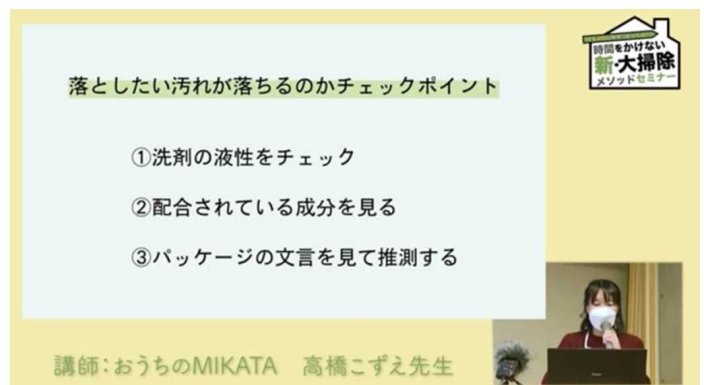 時間をかけない
新・大掃除
メソッドセミナー
落としたい汚れが落ちるのかチェックポイント
①洗剤の液性をチェック
②配合されている成分を見る
③パッケージの文言を見て推測する
講師：おうちのMIKATA 高橋こずえ先生